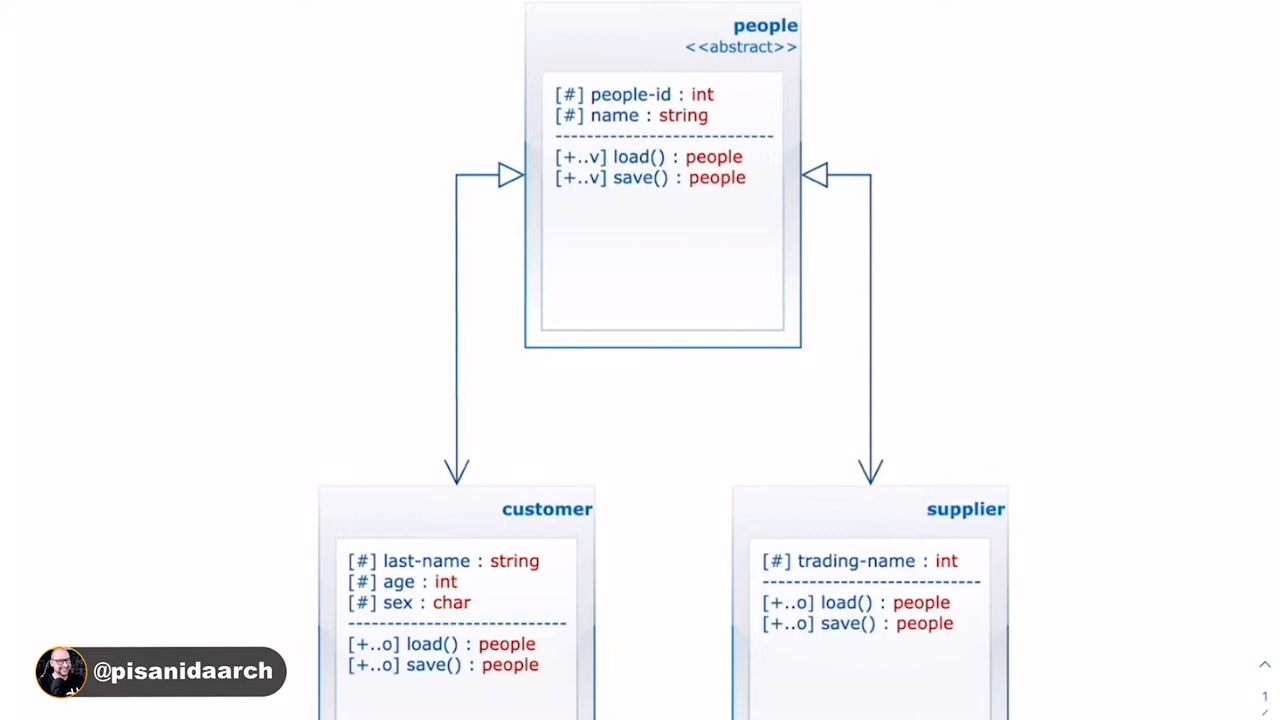 people
<<abstract>>
[#] people-id : int
[#] name : string
[+..v] load() : people
[+..v] save() : people
customer
[#] last-name : string
[#] age : int
[#] sex : char
[+..o] load() : people
[+..o] save() : people
supplier
[#] trading-name : int
[+..o] load() : people
[+..o] save() : people
@pisanidaarch
1